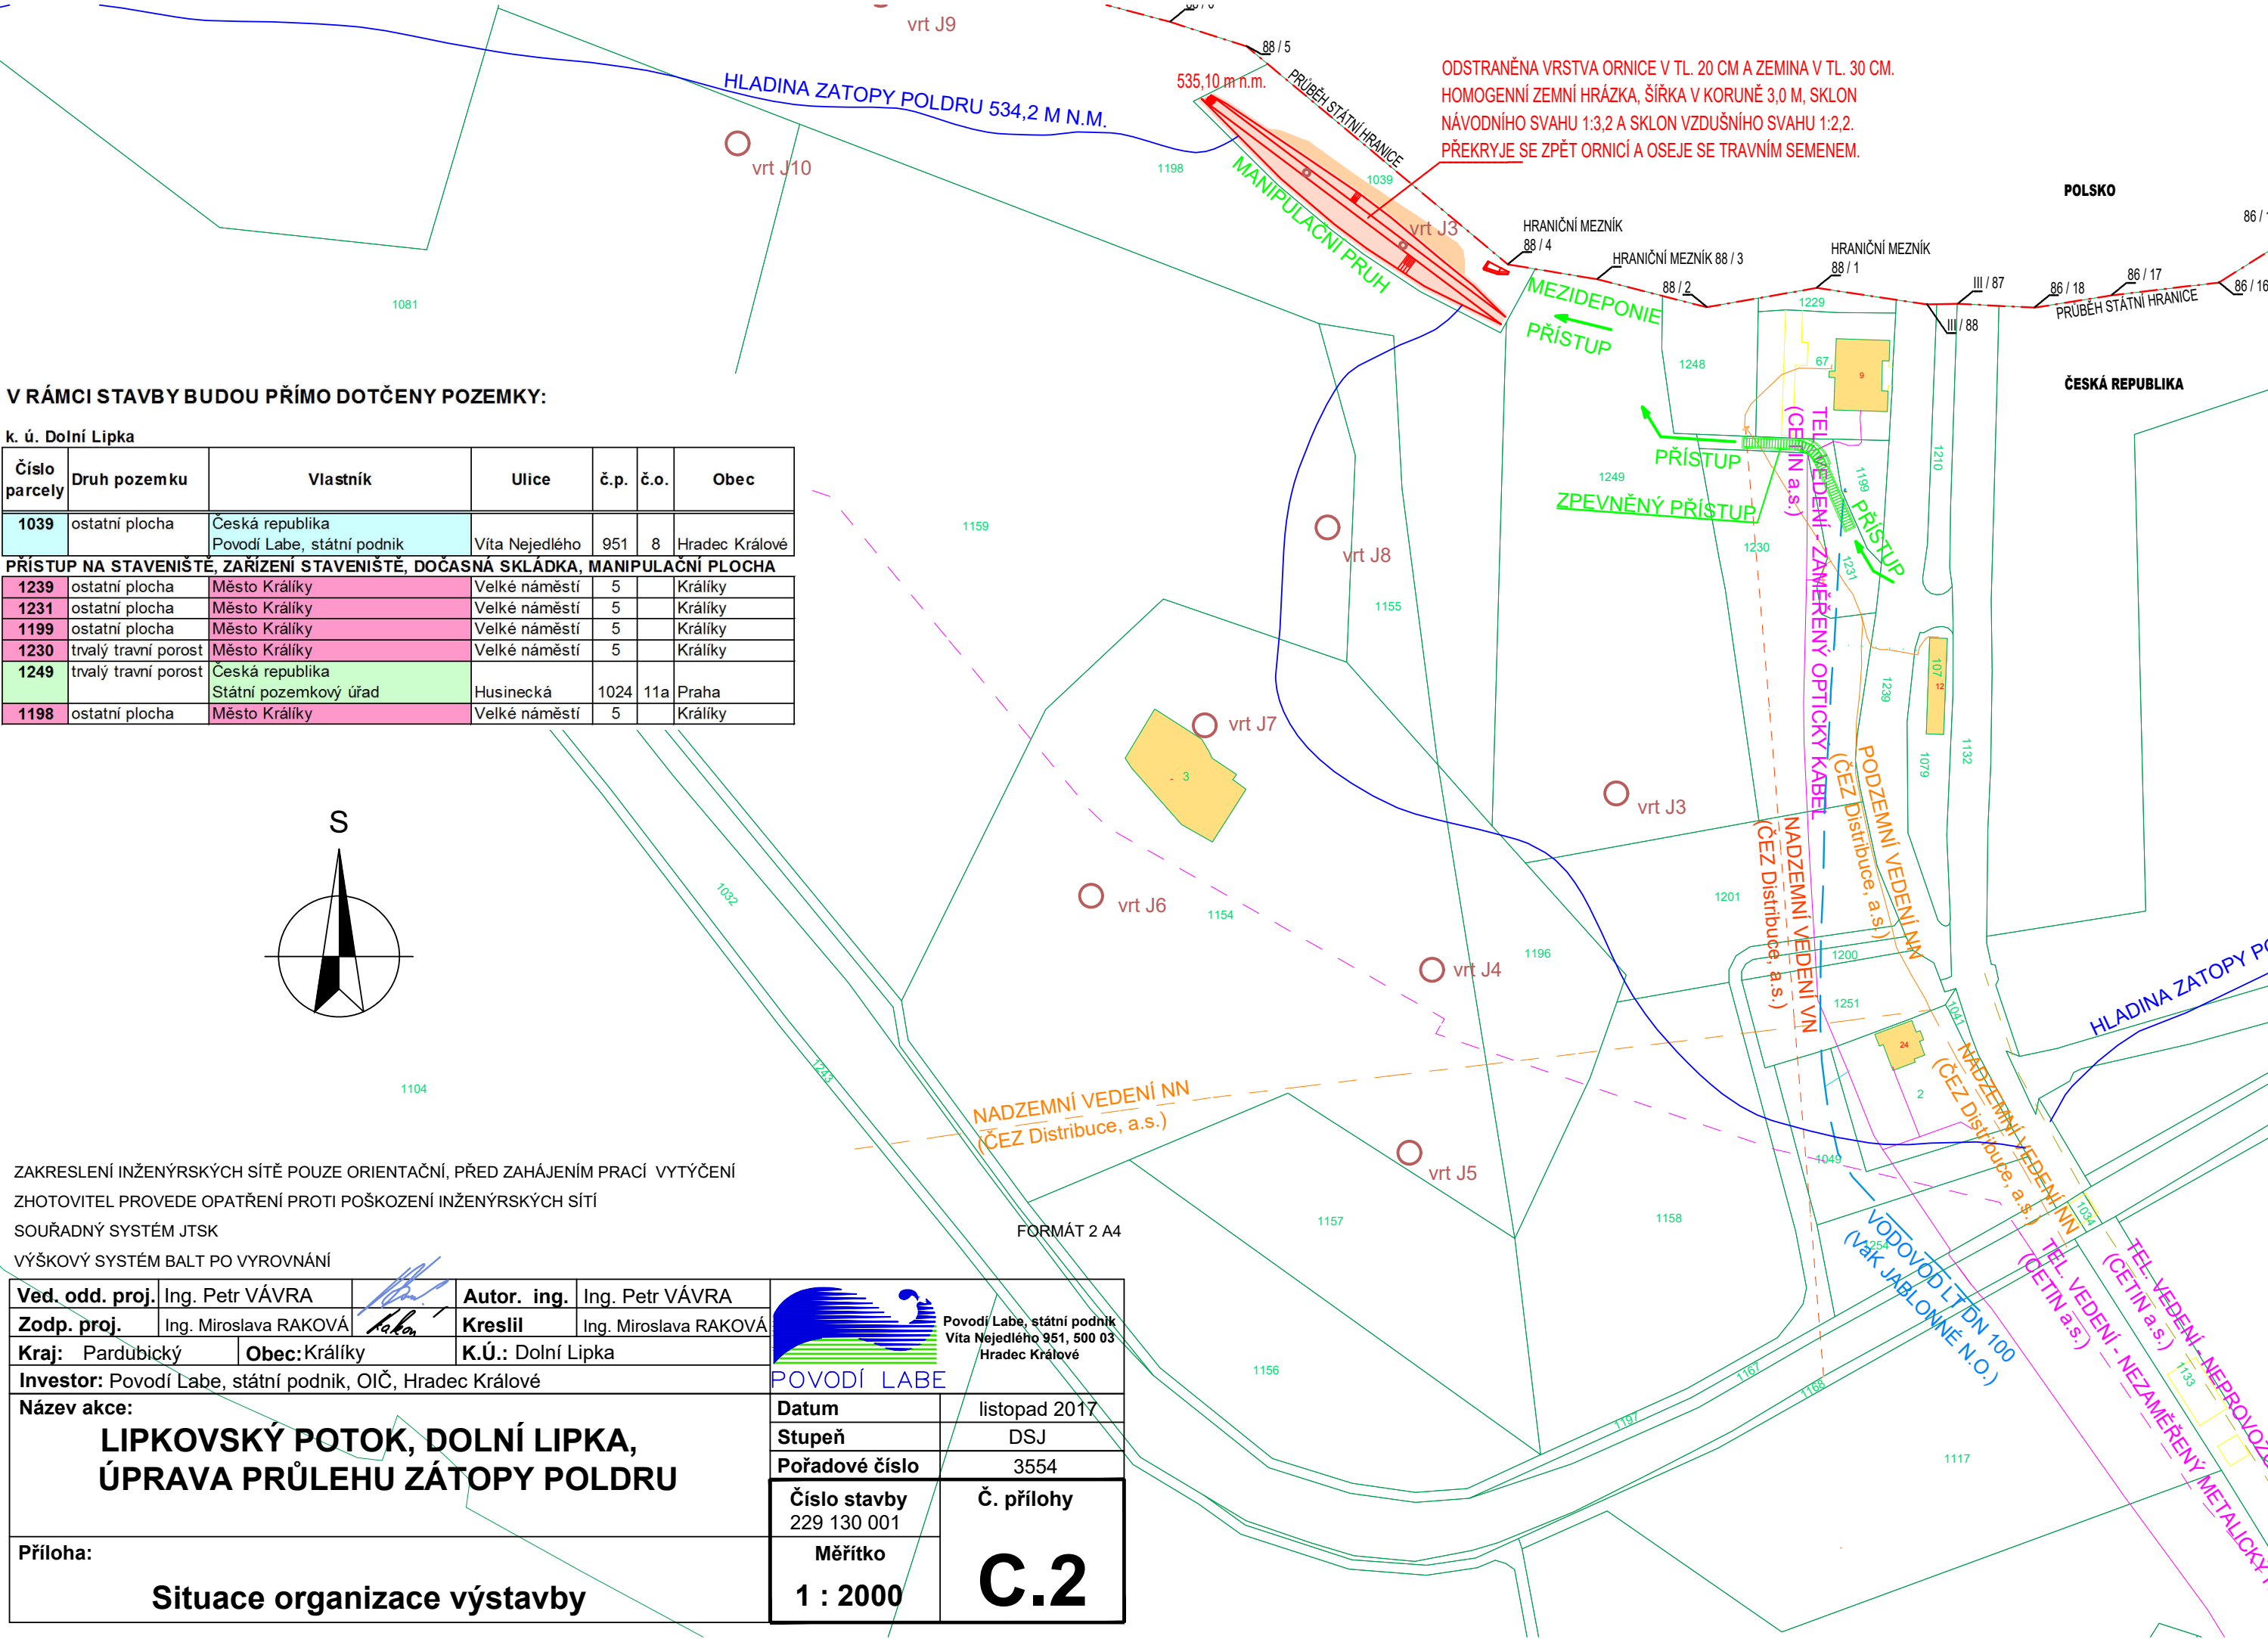 vrt J9
88 / 5
HLADINA ZATOPY POLDRU 534,2 M N.M.
535,10 m n.m.
PRŮBĚH STÁTNÍ HRANICE
ODSTRANĚNA VRSTVA ORNICE V TL. 20 CM A ZEMINA V TL. 30 CM.
HOMOGENNÍ ZEMNÍ HRÁZKA, ŠÍŘKA V KORUNĚ 3,0 M, SKLON
NÁVODNÍHO SVAHU 1:3,2 A SKLON VZDUŠNÍHO SVAHU 1:2,2.
PŘEKRYJE SE ZPĚT ORNICÍ A OSEJE SE TRAVNÍM SEMENEM.
vrt J10
1198
1039
MANIPULAČNÍ PRUH
vrt J3
POLSKO
HRANIČNÍ MEZNÍK
88 / 4
HRANIČNÍ MEZNÍK 88 / 3
HRANIČNÍ MEZNÍK
88 / 1
88 / 2
III / 87
III / 88
86 / 18
86 / 17
86 / 16
PRŮBĚH STÁTNÍ HRANICE
MEZIDEPONIE
PŘÍSTUP
1229
1081
1248
67
9
ČESKÁ REPUBLIKA
V RÁMCI STAVBY BUDOU PŘÍMO DOTČENY POZEMKY:
k. ú. Dolní Lipka
Číslo parcely Druh pozemku Vlastník Ulice č.p. č.o. Obec
1039 ostatní plocha Česká republika
Povodí Labe, státní podnik Víta Nejedlého 951 8 Hradec Králové
PŘÍSTUP NA STAVENIŠTĚ, ZAŘÍZENÍ STAVENIŠTĚ, DOČASNÁ SKLÁDKA, MANIPULAČNÍ PLOCHA
1239 ostatní plocha Město Králíky Velké náměstí 5 Králíky
1231 ostatní plocha Město Králíky Velké náměstí 5 Králíky
1199 ostatní plocha Město Králíky Velké náměstí 5 Králíky
1230 trvalý travní porost Město Králíky Velké náměstí 5 Králíky
1249 trvalý travní porost Česká republika
Státní pozemkový úřad Husinecká 1024 11a Praha
1198 ostatní plocha Město Králíky Velké náměstí 5 Králíky
TEL. VEDENÍ - ZAMĚŘENÝ OPTICKÝ KABEL
(CETIN a.s.)
PŘÍSTUP
ZPEVNĚNÝ PŘÍSTUP
PŘÍSTUP
1249
1199
1210
1159
1230
1231
vrt J8
1155
1239
107
12
1079
1132
vrt J7
3
vrt J3
PODZEMNÍ VEDENÍ NN
(ČEZ Distribuce, a.s.)
NADZEMNÍ VEDENÍ VN
(ČEZ Distribuce, a.s.)
S
1032
vrt J6
1154
1201
1196
vrt J4
1200
1251
1041
24
2
HLADINA ZATOPY
1243
1104
NADZEMNÍ VEDENÍ NN
(ČEZ Distribuce, a.s.)
NADZEMNÍ VEDENÍ NN
(ČEZ Distribuce, a.s.)
vrt J5
1049
1157
1158
1034
1254
VODOVOD LT DN 100
(VaK JABLONNÉ N.O.)
TEL. VEDENÍ - NEZAMĚŘENÝ METALICKÝ
(CETIN a.s.)
TEL. VEDENÍ -
(CETIN a.s.)
1156
1167
1168
1197
1133
1117
ZAKRESLENÍ INŽENÝRSKÝCH SÍTĚ POUZE ORIENTAČNÍ, PŘED ZAHÁJENÍM PRACÍ VYTÝČENÍ
ZHOTOVITEL PROVEDE OPATŘENÍ PROTI POŠKOZENÍ INŽENÝRSKÝCH SÍTÍ
SOUŘADNÝ SYSTÉM JTSK
VÝŠKOVÝ SYSTÉM BALT PO VYROVNÁNÍ
FORMÁT 2 A4
Ved. odd. proj. Ing. Petr VÁVRA Autor. ing. Ing. Petr VÁVRA
Zodp. proj. Ing. Miroslava RAKOVÁ Kreslil Ing. Miroslava RAKOVÁ
Kraj: Pardubický Obec: Králíky K.Ú.: Dolní Lipka
Investor: Povodí Labe, státní podnik, OIČ, Hradec Králové
POVODÍ LABE
Povodí Labe, státní podnik
Víta Nejedlého 951, 500 03
Hradec Králové
Název akce:
LIPKOVSKÝ POTOK, DOLNÍ LIPKA,
ÚPRAVA PRŮLEHU ZÁTOPY POLDRU
Datum listopad 2017
Stupeň DSJ
Pořadové číslo 3554
Číslo stavby
229 130 001
Č. přílohy
C.2
Měřítko
1 : 2000
Příloha:
Situace organizace výstavby